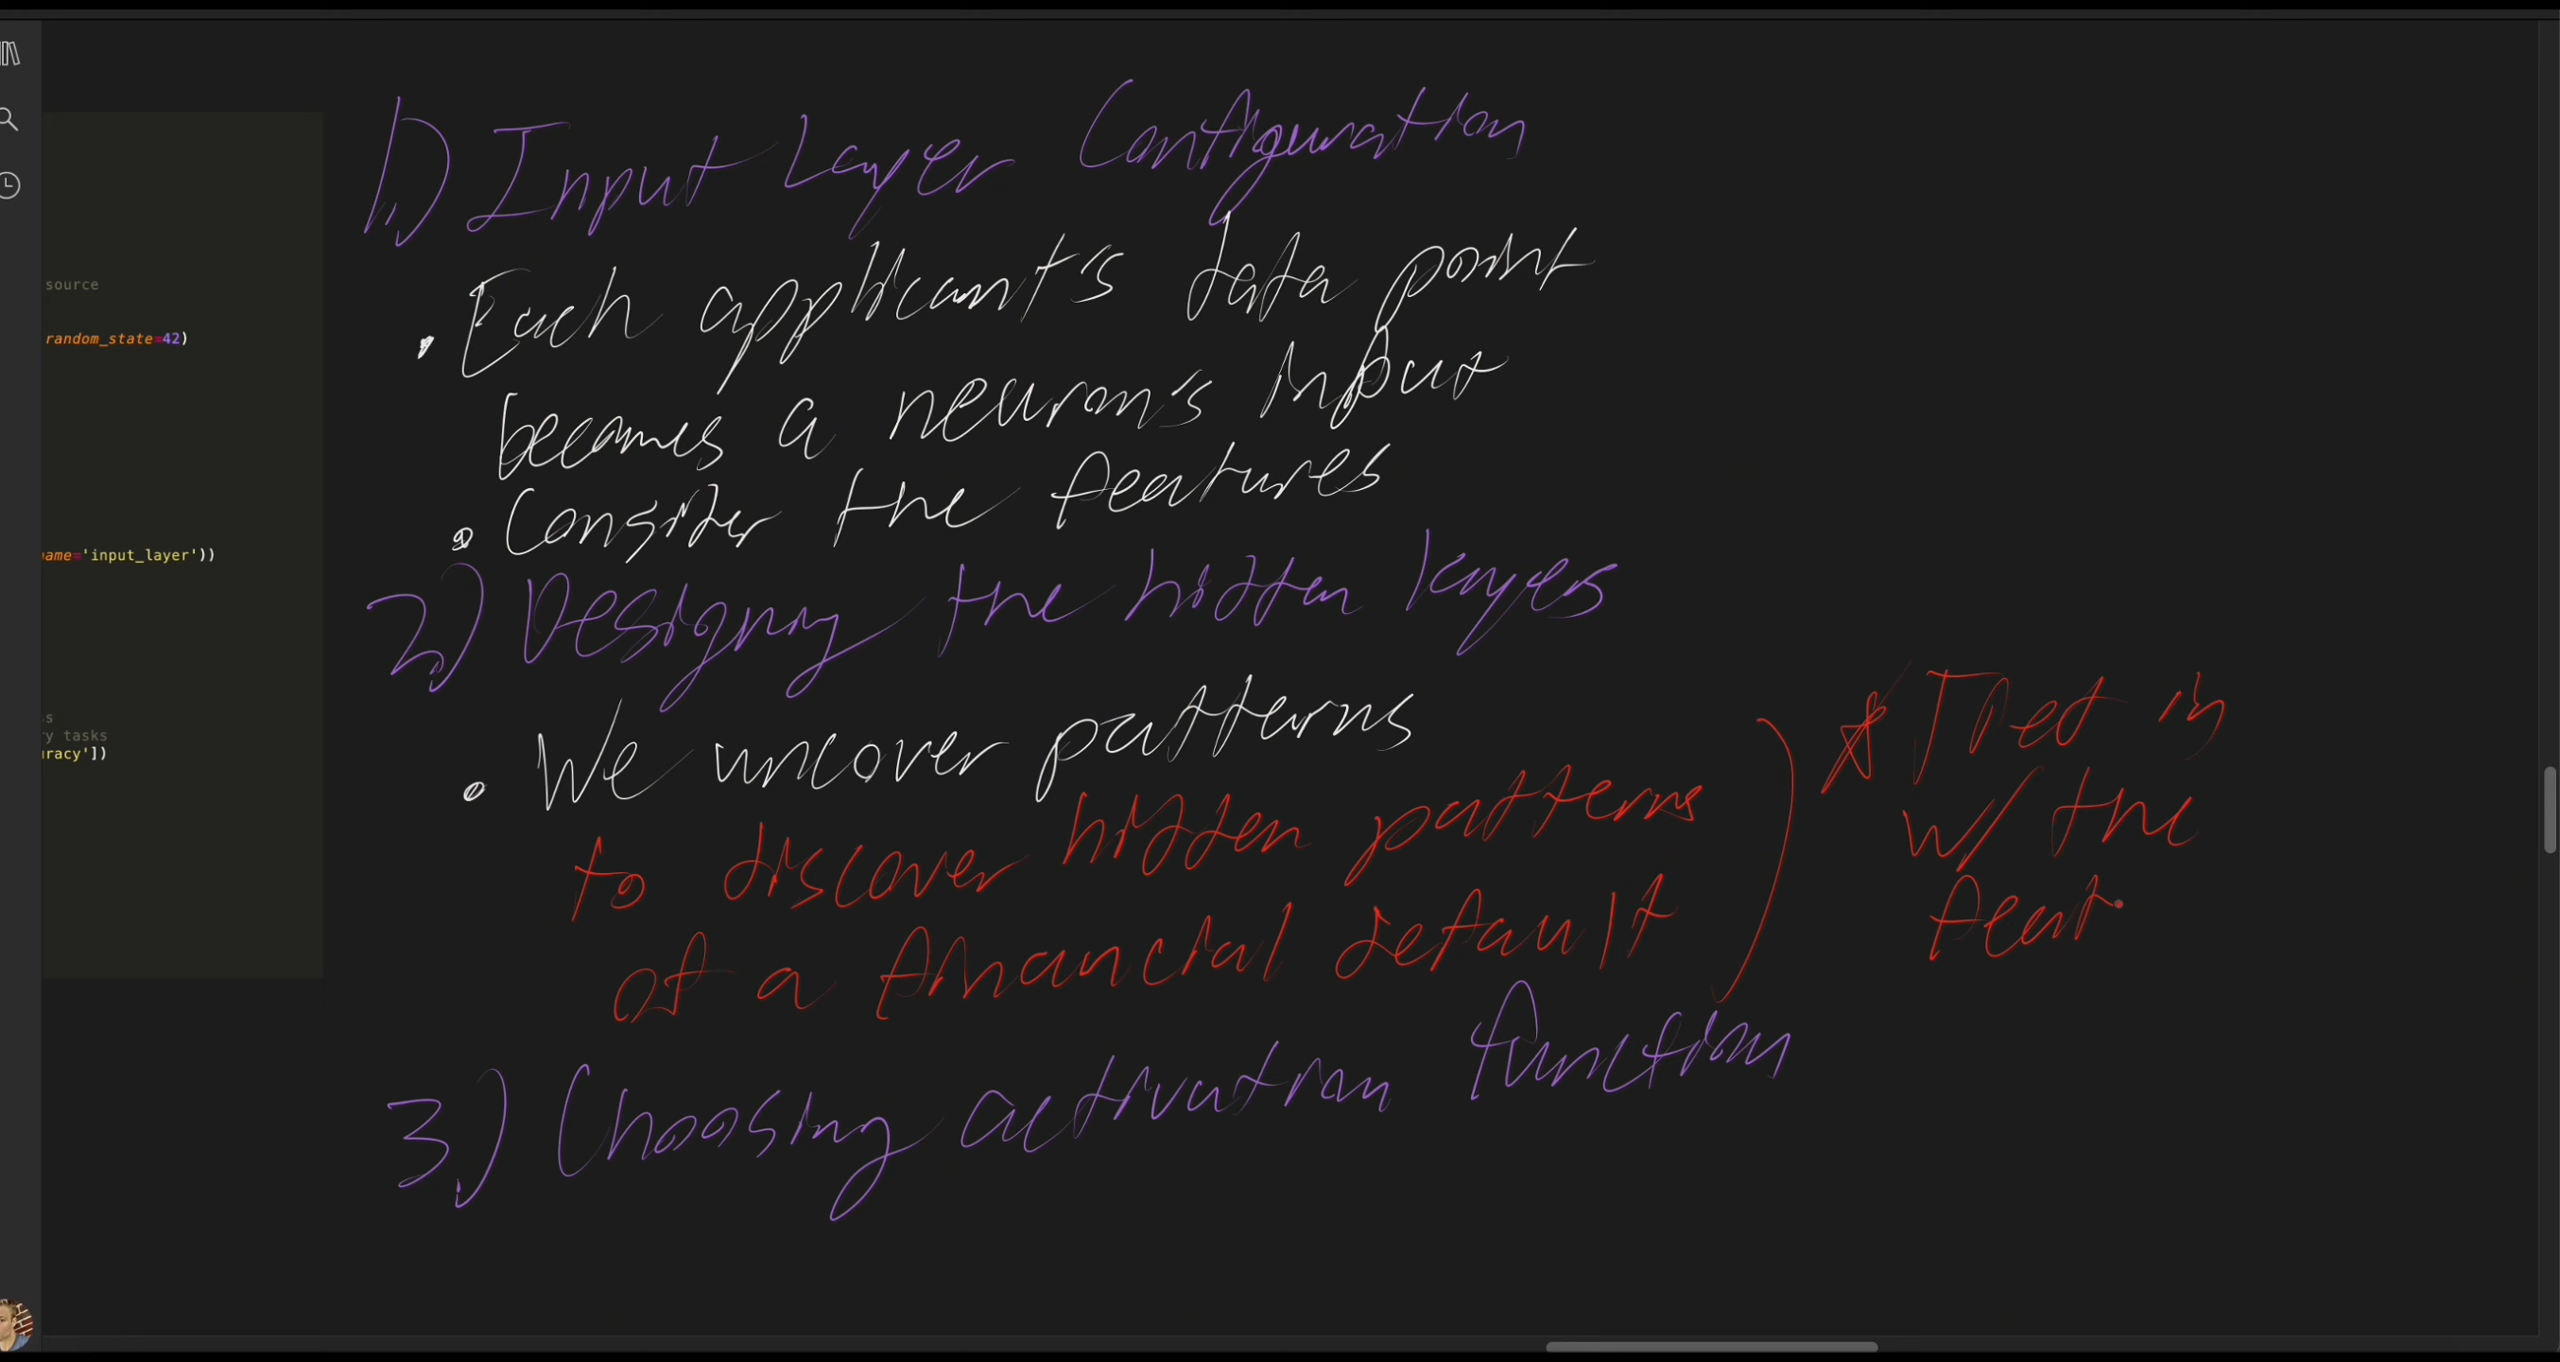 1.) Input Layer Configuration
• Each applicant's data point
becomes a neuron's input
• Consider the features
2.) Designing the hidden layers
• We uncover patterns
to discover hidden patterns
of a financial default
* Tied in
w/ the
feat
3.) Choosing activation function
source
random_state=42)
ame='input_layer'))
s
ry tasks
racy'])